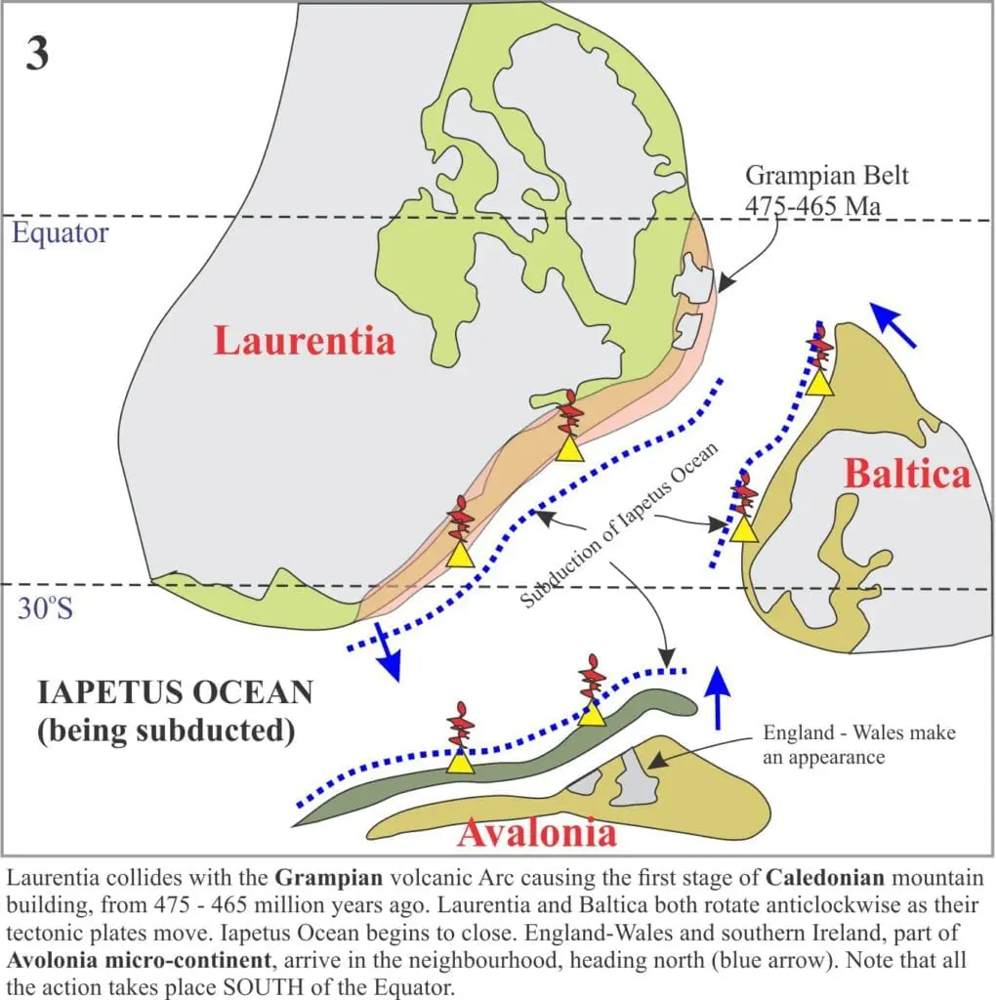 3
Grampian Belt
475-465 Ma
Equator
Laurentia
Baltica
Subduction of Iapetus Ocean
30°S
IAPETUS OCEAN
(being subducted)
England - Wales make
an appearance
Avalonia
Laurentia collides with the Grampian volcanic Arc causing the first stage of Caledonian mountain
building, from 475 - 465 million years ago. Laurentia and Baltica both rotate anticlockwise as their
tectonic plates move. Iapetus Ocean begins to close. England-Wales and southern Ireland, part of
Avolonia micro-continent, arrive in the neighbourhood, heading north (blue arrow). Note that all
the action takes place SOUTH of the Equator.